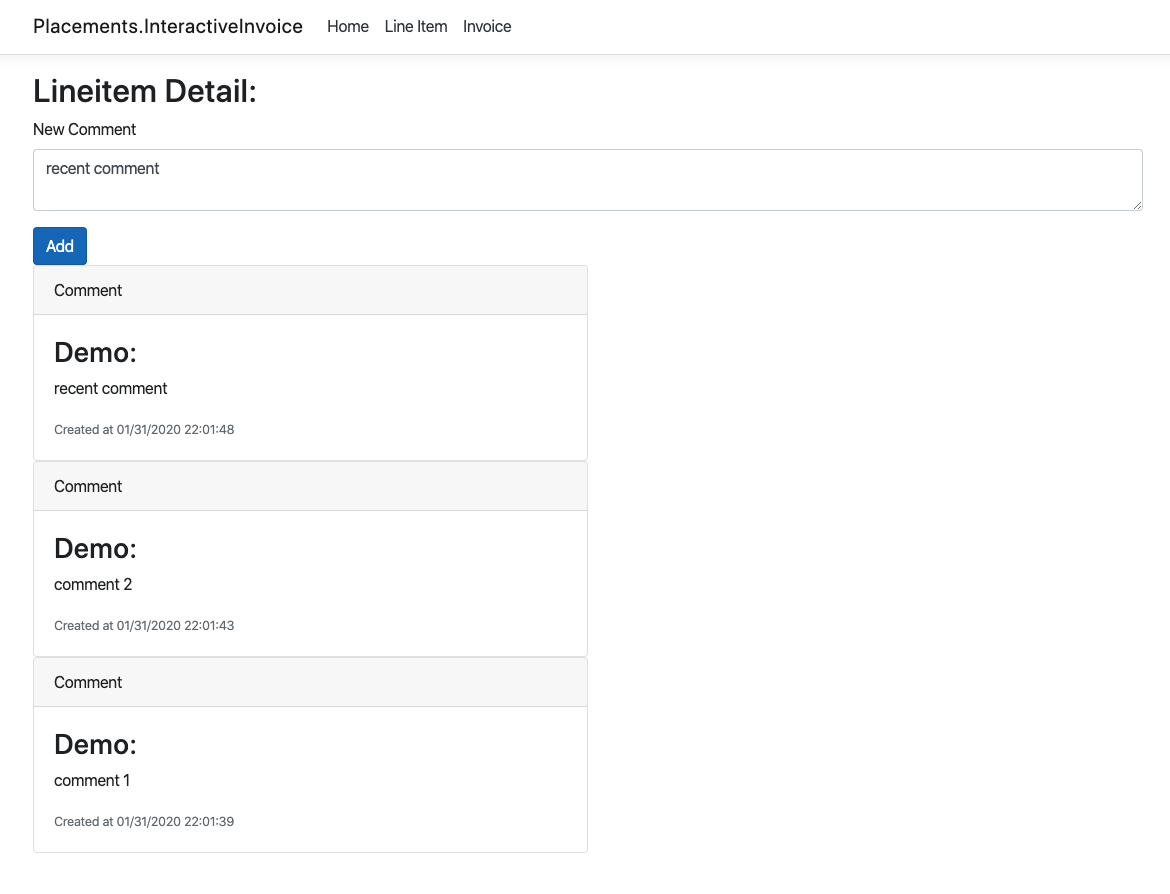 Placements.InteractiveInvoice Home Line Item Invoice
Lineitem Detail:
New Comment
recent comment
Add
Comment
Demo:
recent comment
Created at 01/31/2020 22:01:48
Comment
Demo:
comment 2
Created at 01/31/2020 22:01:43
Comment
Demo:
comment 1
Created at 01/31/2020 22:01:39